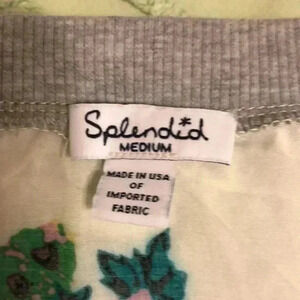 Splendid
MEDIUM
MADE IN USA
OF
IMPORTED
FABRIC